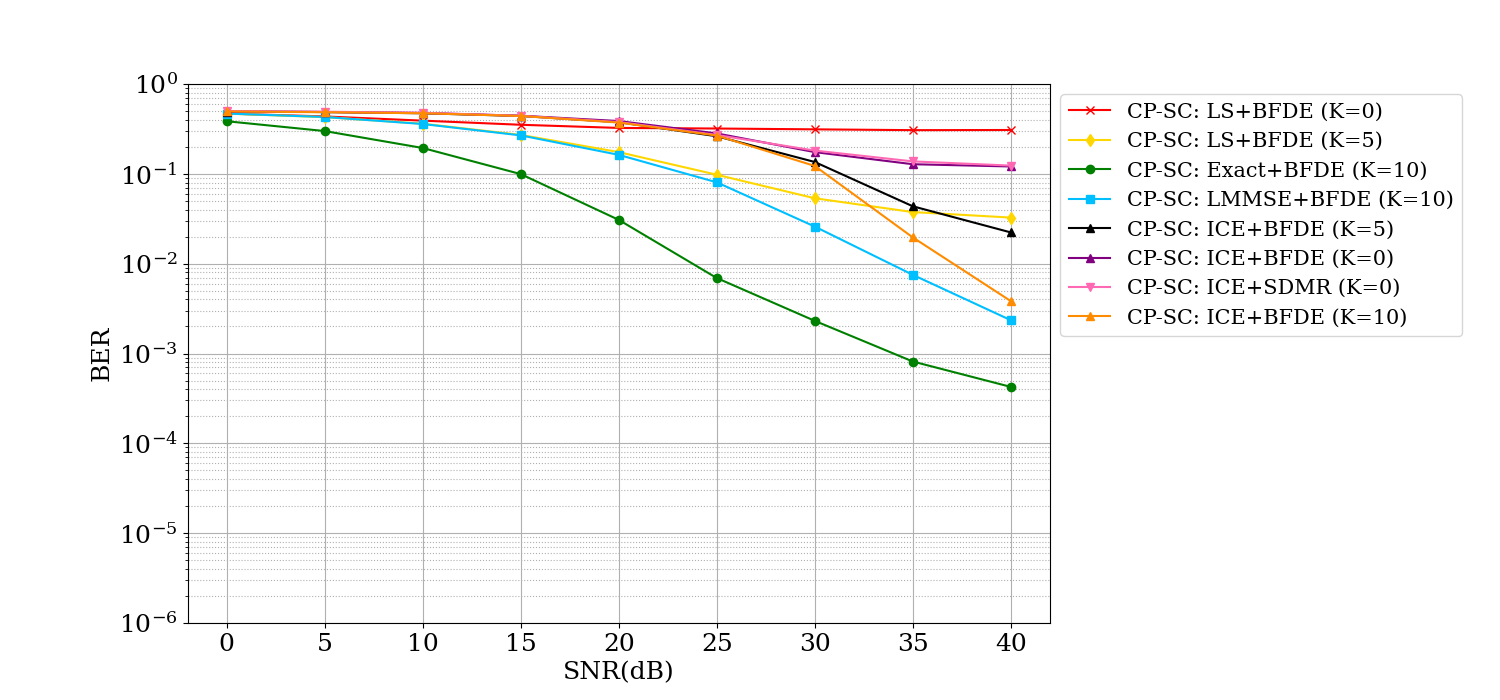 10^0
10^−1
10^−2
10^−3
10^−4
10^−5
10^−6
BER
0 5 10 15 20 25 30 35 40
SNR(dB)
CP-SC: LS+BFDE (K=0)
CP-SC: LS+BFDE (K=5)
CP-SC: Exact+BFDE (K=10)
CP-SC: LMMSE+BFDE (K=10)
CP-SC: ICE+BFDE (K=5)
CP-SC: ICE+BFDE (K=0)
CP-SC: ICE+SDMR (K=0)
CP-SC: ICE+BFDE (K=10)